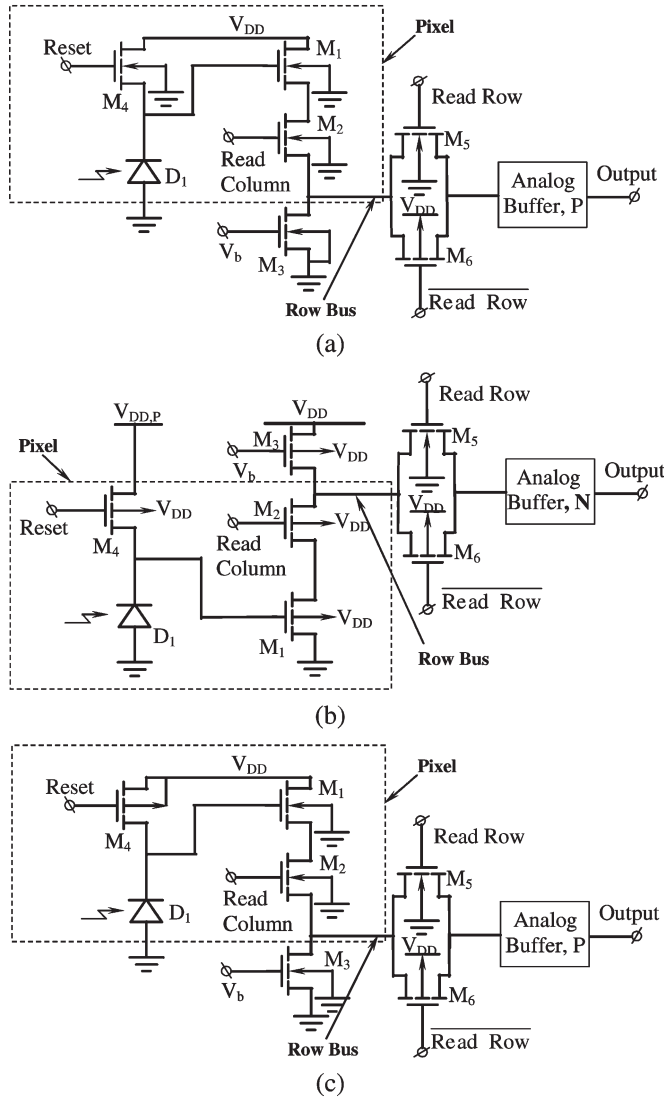 V_DD
Pixel
Reset
M_1
Read Row
M_4
M_2
M_5
Read
Column
D_1
V_DD
Analog
Buffer, P
Output
V_b
M_3
M_6
Read Row
Row Bus
(a)
V_DD,P
V_DD
Read Row
Pixel
M_3
V_DD
V_b
M_5
Reset
V_DD
M_4
M_2
V_DD
Read
Column
V_DD
Analog
Buffer, N
Output
M_6
D_1
V_DD
M_1
Read Row
Row Bus
(b)
V_DD
Pixel
Reset
M_1
Read Row
M_4
M_2
M_5
Read
Column
D_1
V_DD
Analog
Buffer, P
Output
M_3
V_b
M_6
Row Bus
Read Row
(c)